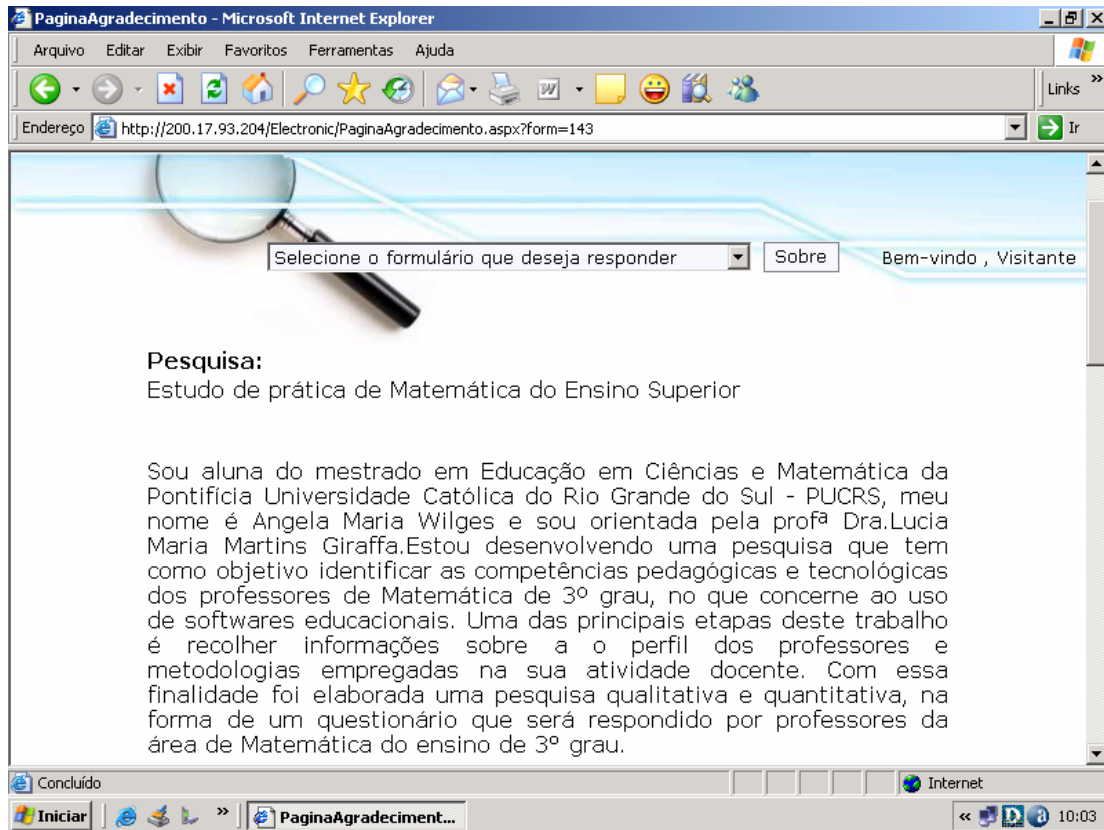 PaginaAgradecimento - Microsoft Internet Explorer
Arquivo Editar Exibir Favoritos Ferramentas Ajuda
Links »
Endereço http://200.17.93.204/Electronic/PaginaAgradecimento.aspx?form=143 Ir
Selecione o formulário que deseja responder Sobre Bem-vindo , Visitante
Pesquisa:
Estudo de prática de Matemática do Ensino Superior
Sou aluna do mestrado em Educação em Ciências e Matemática da
Pontifícia Universidade Católica do Rio Grande do Sul - PUCRS, meu
nome é Angela Maria Wilges e sou orientada pela profª Dra.Lucia
Maria Martins Giraffa.Estou desenvolvendo uma pesquisa que tem
como objetivo identificar as competências pedagógicas e tecnológicas
dos professores de Matemática de 3º grau, no que concerne ao uso
de softwares educacionais. Uma das principais etapas deste trabalho
é recolher informações sobre a o perfil dos professores e
metodologias empregadas na sua atividade docente. Com essa
finalidade foi elaborada uma pesquisa qualitativa e quantitativa, na
forma de um questionário que será respondido por professores da
área de Matemática do ensino de 3º grau.
Concluído Internet
Iniciar » PaginaAgradeciment... « 10:03